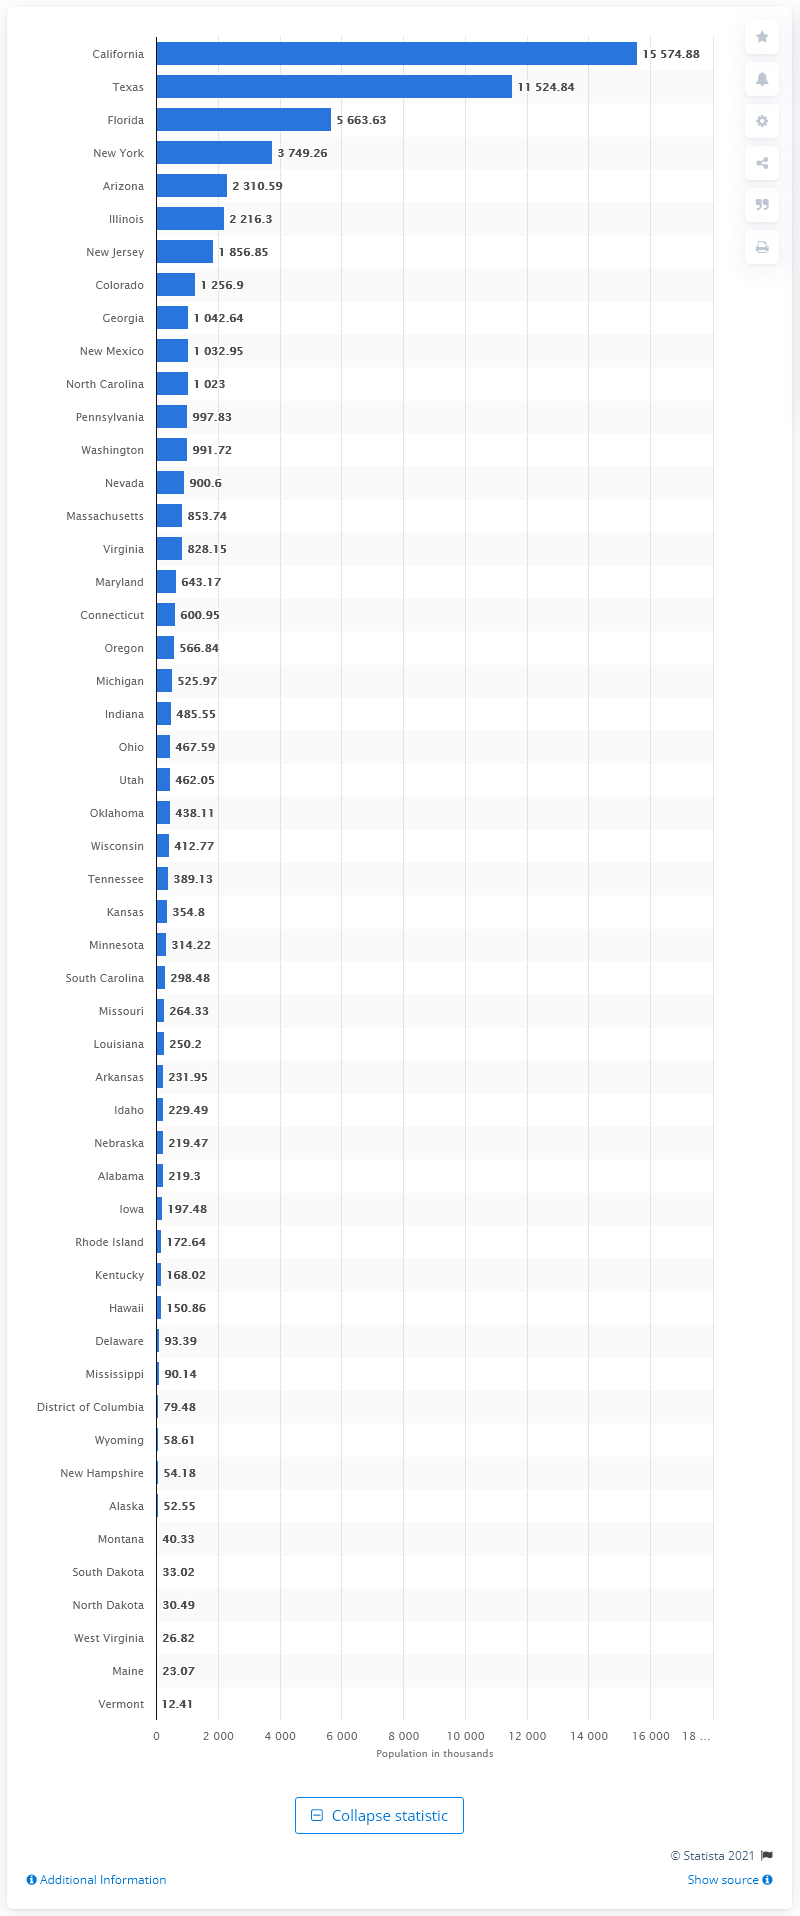 California 15 574.88
Texas 11 524.84
Florida 5 663.63
New York 3 749.26
Arizona 2 310.59
Illinois 2 216.3
New Jersey 1 856.85
Colorado 1 256.9
Georgia 1 042.64
New Mexico 1 032.95
North Carolina 1 023
Pennsylvania 997.83
Washington 991.72
Nevada 900.6
Massachusetts 853.74
Virginia 828.15
Maryland 643.17
Connecticut 600.95
Oregon 566.84
Michigan 525.97
Indiana 485.55
Ohio 467.59
Utah 462.05
Oklahoma 438.11
Wisconsin 412.77
Tennessee 389.13
Kansas 354.8
Minnesota 314.22
South Carolina 298.48
Missouri 264.33
Louisiana 250.2
Arkansas 231.95
Idaho 229.49
Nebraska 219.47
Alabama 219.3
Iowa 197.48
Rhode Island 172.64
Kentucky 168.02
Hawaii 150.86
Delaware 93.39
Mississippi 90.14
District of Columbia 79.48
Wyoming 58.61
New Hampshire 54.18
Alaska 52.55
Montana 40.33
South Dakota 33.02
North Dakota 30.49
West Virginia 26.82
Maine 23.07
Vermont 12.41
0 2 000 4 000 6 000 8 000 10 000 12 000 14 000 16 000 18 ...
Population in thousands
Collapse statistic
© Statista 2021
Additional Information Show source